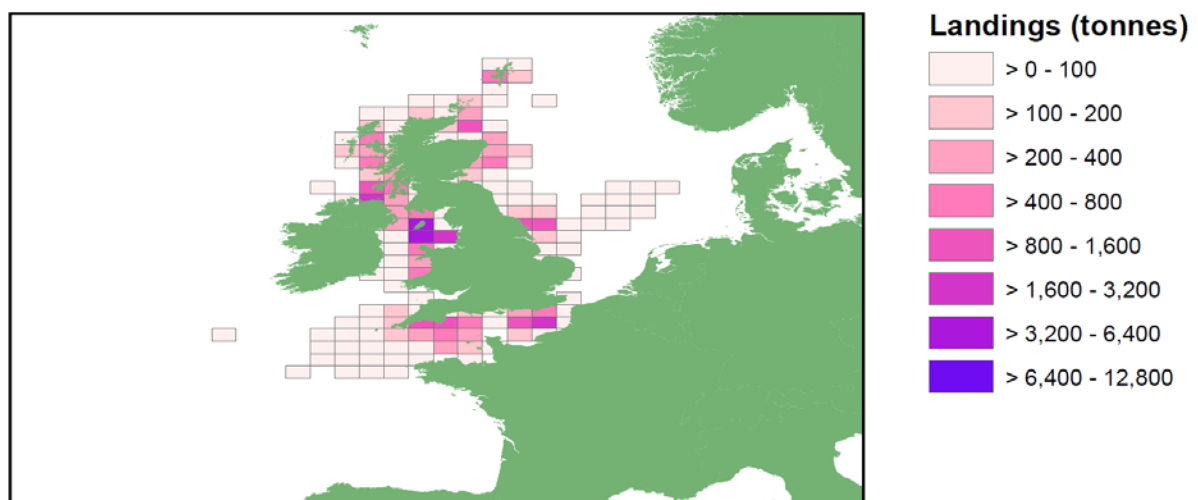 Landings (tonnes)
> 0 - 100
> 100 - 200
> 200 - 400
> 400 - 800
> 800 - 1,600
> 1,600 - 3,200
> 3,200 - 6,400
> 6,400 - 12,800